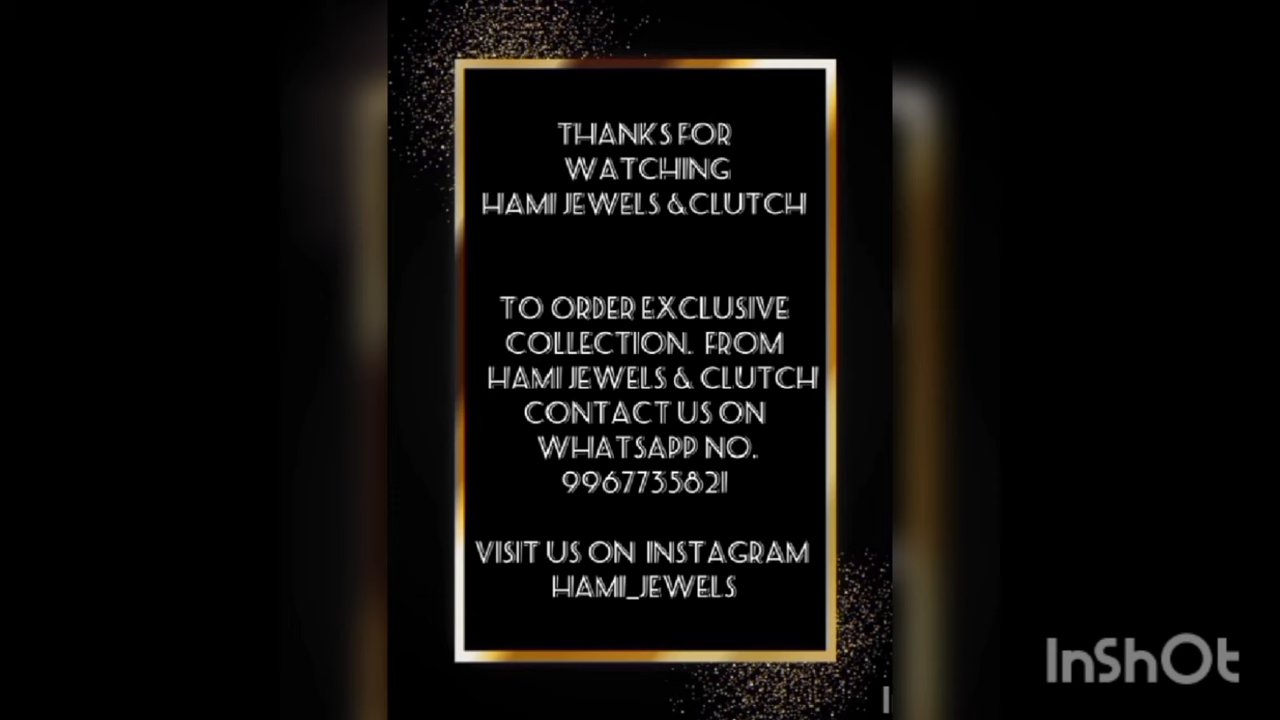 THANKS FOR
WATCHING
HAMI JEWELS &CLUTCH
TO ORDER EXCLUSIVE
COLLECTION. FROM
HAMI JEWELS & CLUTCH
CONTACT US ON
WHATSAPP NO.
9967735821
VISIT US ON INSTAGRAM
HAMI_JEWELS
InShOt